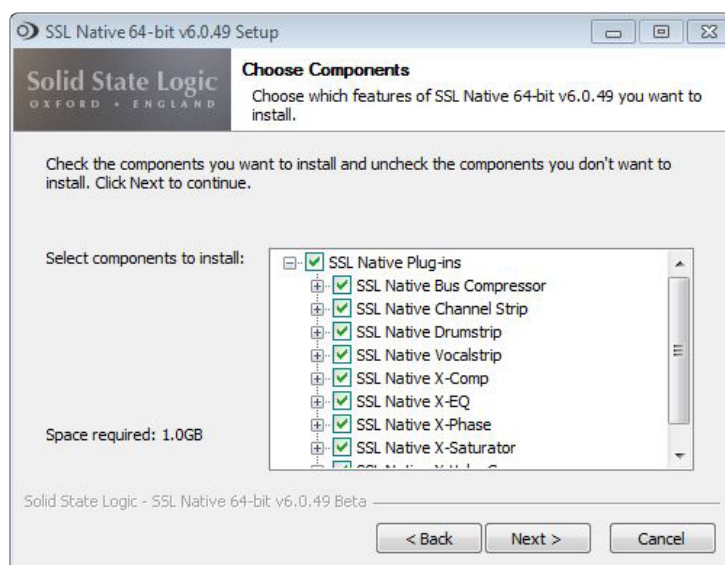 SSL Native 64-bit v6.0.49 Setup
Solid State Logic
OXFORD • ENGLAND
Choose Components
Choose which features of SSL Native 64-bit v6.0.49 you want to
install.
Check the components you want to install and uncheck the components you don't want to
install. Click Next to continue.
Select components to install:
SSL Native Plug-ins
SSL Native Bus Compressor
SSL Native Channel Strip
SSL Native Drumstrip
SSL Native Vocalstrip
SSL Native X-Comp
SSL Native X-EQ
SSL Native X-Phase
SSL Native X-Saturator
Space required: 1.0GB
Solid State Logic - SSL Native 64-bit v6.0.49 Beta
< Back
Next >
Cancel